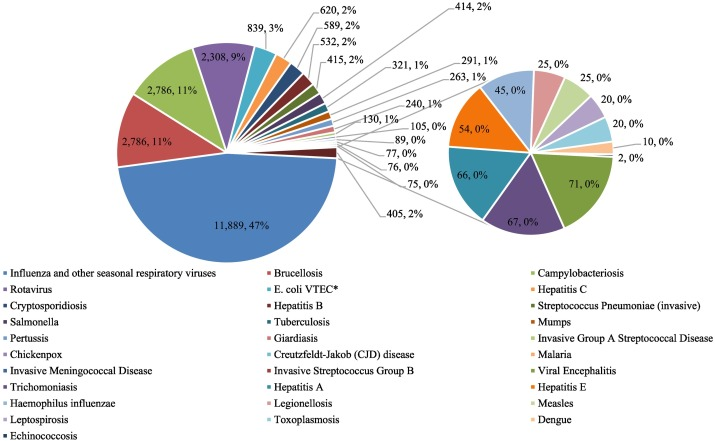 414, 2%
620, 2%
839, 3%
589, 2%
532, 2%
2,308, 9%
415, 2%
321, 1%
291, 1%
263, 1%
25, 0%
25, 0%
2,786, 11%
45, 0%
240, 1%
20, 0%
130, 1%
20, 0%
105, 0%
54, 0%
89, 0%
10, 0%
2,786, 11%
77, 0%
2, 0%
76, 0%
66, 0%
71, 0%
75, 0%
405, 2%
67, 0%
11,889, 47%
Influenza and other seasonal respiratory viruses
Brucellosis
Campylobacteriosis
Rotavirus
E. coli VTEC*
Hepatitis C
Cryptosporidiosis
Hepatitis B
Streptococcus Pneumoniae (invasive)
Salmonella
Tuberculosis
Mumps
Pertussis
Giardiasis
Invasive Group A Streptococcal Disease
Chickenpox
Creutzfeldt-Jakob (CJD) disease
Malaria
Invasive Meningococcal Disease
Invasive Streptococcus Group B
Viral Encephalitis
Trichomoniasis
Hepatitis A
Hepatitis E
Haemophilus influenzae
Legionellosis
Measles
Leptospirosis
Toxoplasmosis
Dengue
Echinococcosis